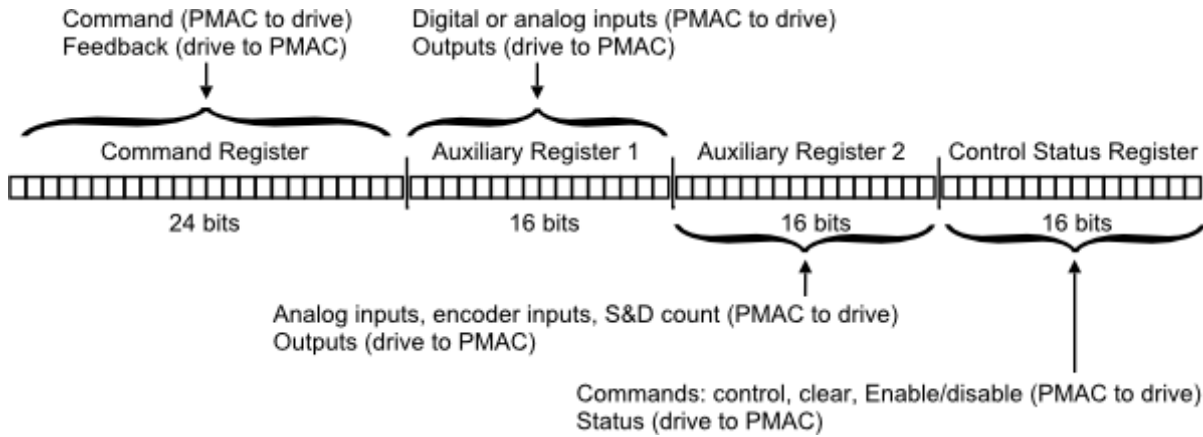 Command (PMAC to drive)
Feedback (drive to PMAC)
Digital or analog inputs (PMAC to drive)
Outputs (drive to PMAC)
Command Register
Auxiliary Register 1
Auxiliary Register 2
Control Status Register
24 bits
16 bits
16 bits
16 bits
Analog inputs, encoder inputs, S&D count (PMAC to drive)
Outputs (drive to PMAC)
Commands: control, clear, Enable/disable (PMAC to drive)
Status (drive to PMAC)